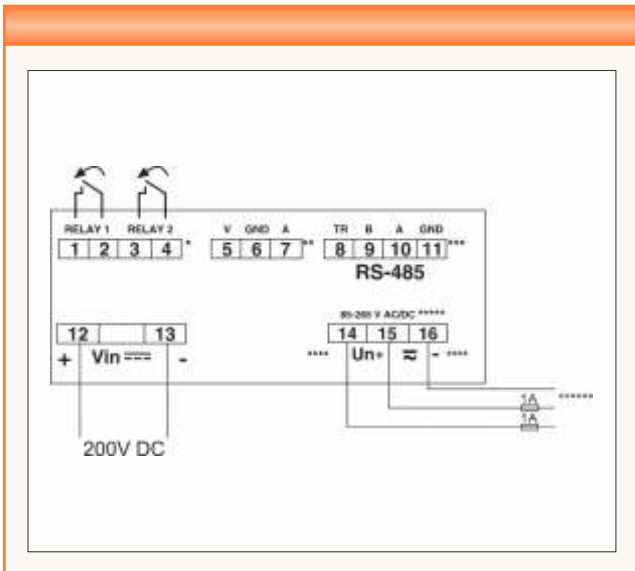 RELAY 1 RELAY 2 V GND A TR B A GND
1 2 3 4 * 5 6 7 ** 8 9 10 11 ***
RS-485
85-265 V AC/DC *****
12 13 14 15 16
+ Vin - **** Un+ - ****
1A ******
1A
200V DC